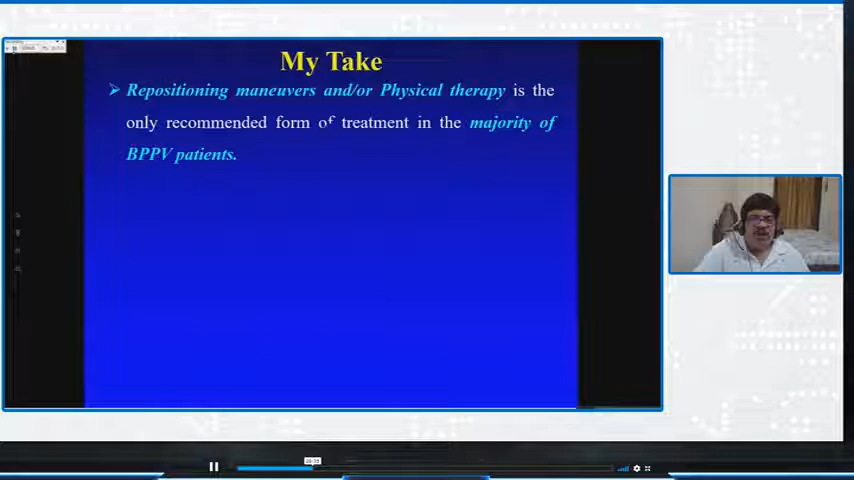 My Take
➢ Repositioning maneuvers and/or Physical therapy is the
only recommended form of treatment in the majority of
BPPV patients.